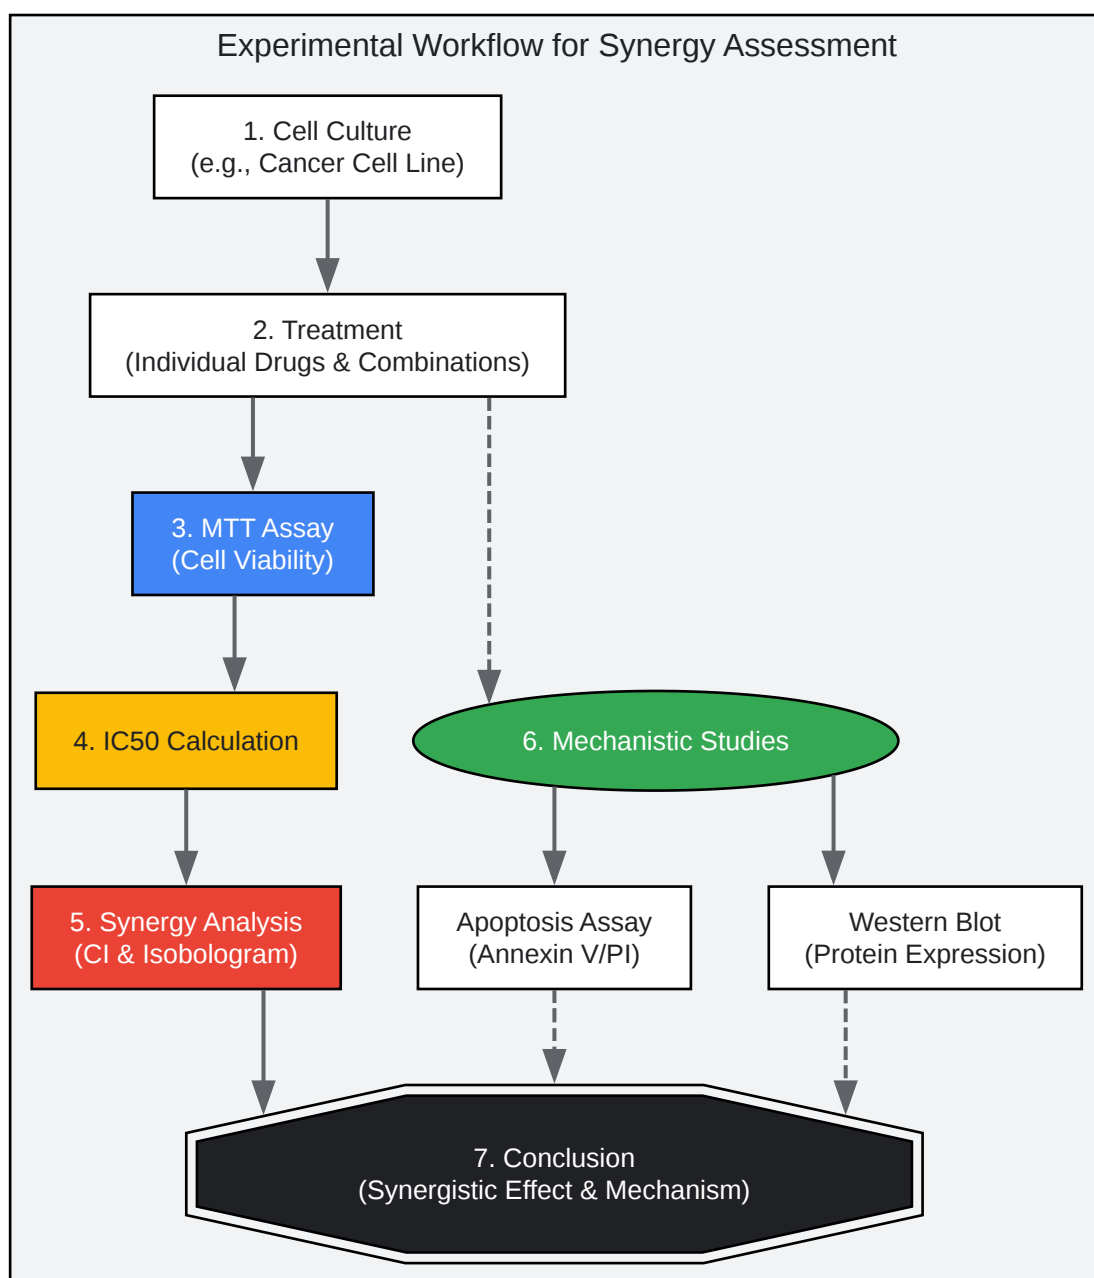 Experimental Workflow for Synergy Assessment
1. Cell Culture
(e.g., Cancer Cell Line)
2. Treatment
(Individual Drugs & Combinations)
3. MTT Assay
(Cell Viability)
4. IC50 Calculation
6. Mechanistic Studies
5. Synergy Analysis
(CI & Isobologram)
Apoptosis Assay
(Annexin V/PI)
Western Blot
(Protein Expression)
7. Conclusion
(Synergistic Effect & Mechanism)